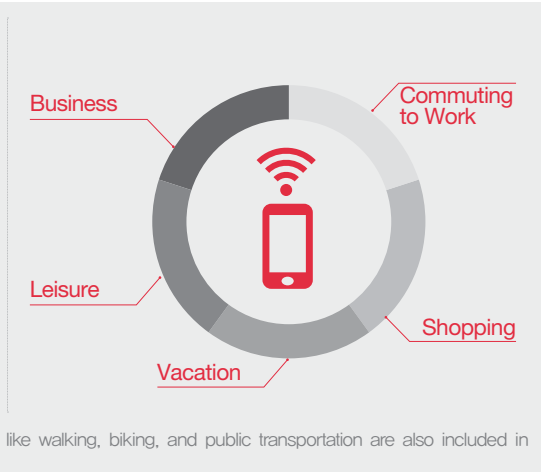 Business
Commuting
to Work
Leisure
Shopping
Vacation
like walking, biking, and public transportation are also included in